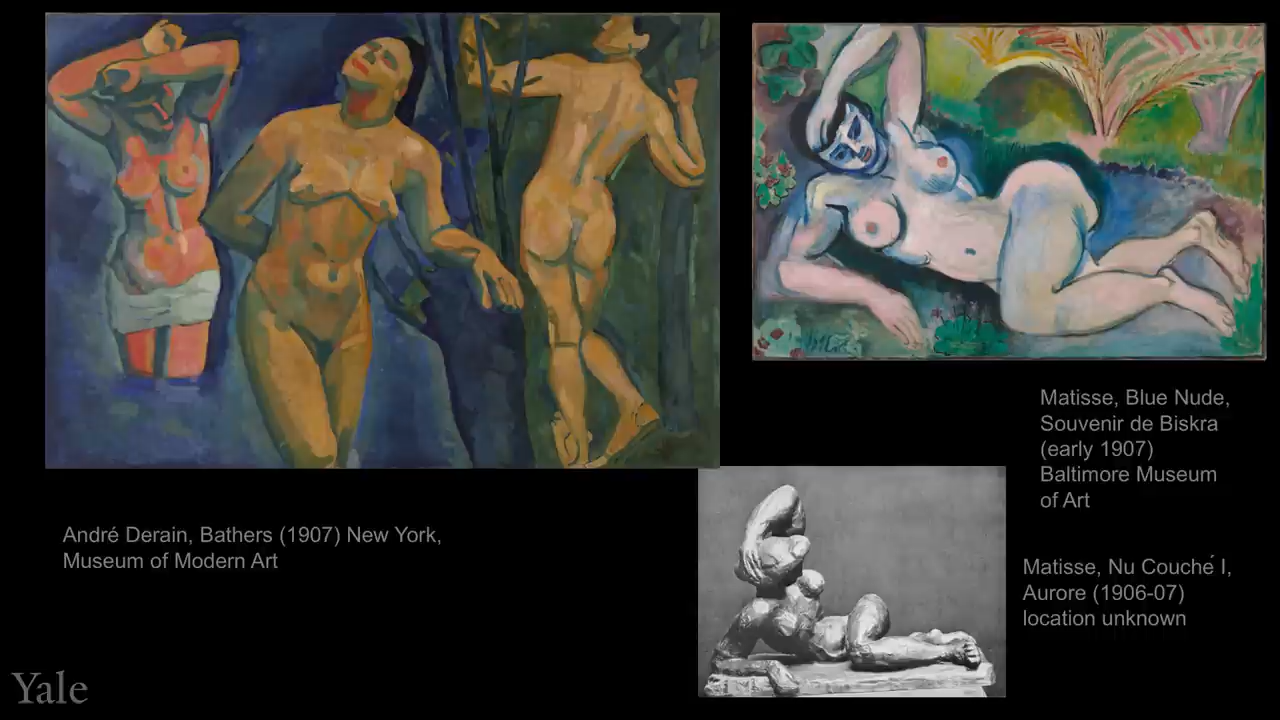 Matisse, Blue Nude,
Souvenir de Biskra
(early 1907)
Baltimore Museum
of Art
André Derain, Bathers (1907) New York,
Museum of Modern Art
Matisse, Nu Couché I,
Aurore (1906-07)
location unknown
Yale